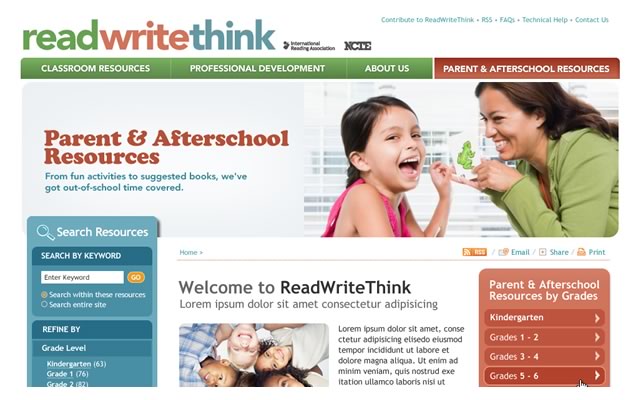 Contribute to ReadWriteThink • RSS • FAQs • Technical Help • Contact Us
readwritethink
International
Reading Association
NCTE
CLASSROOM RESOURCES
PROFESSIONAL DEVELOPMENT
ABOUT US
PARENT & AFTERSCHOOL RESOURCES
Parent & Afterschool
Resources
From fun activities to suggested books, we've
got out-of-school time covered.
Search Resources
SEARCH BY KEYWORD
Enter Keyword
GO
Search within these resources
Search entire site
REFINE BY
Grade Level
Kindergarten (63)
Grade 1 (76)
Grade 2 (82)
Home »
RSS / Email / Share / Print
Welcome to ReadWriteThink
Lorem ipsum dolor sit amet consectetur adipisicing
Lorem ipsum dolor sit amet, conse
ctetur adipisicing elisedo eiusmod
tempor incididunt ut labore et
dolore magna aliqua. Ut enim ad
minim veniam, quis nostrud exe
rcitation ullamco laboris nisi ut
Parent & Afterschool
Resources by Grades
Kindergarten
Grades 1 - 2
Grades 3 - 4
Grades 5 - 6